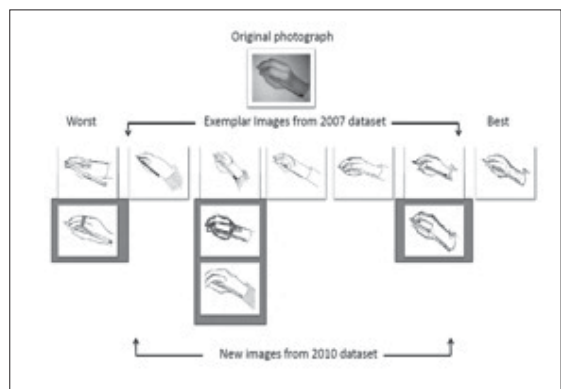 Original photograph
Worst
Exemplar Images from 2007 dataset
Best
New images from 2010 dataset